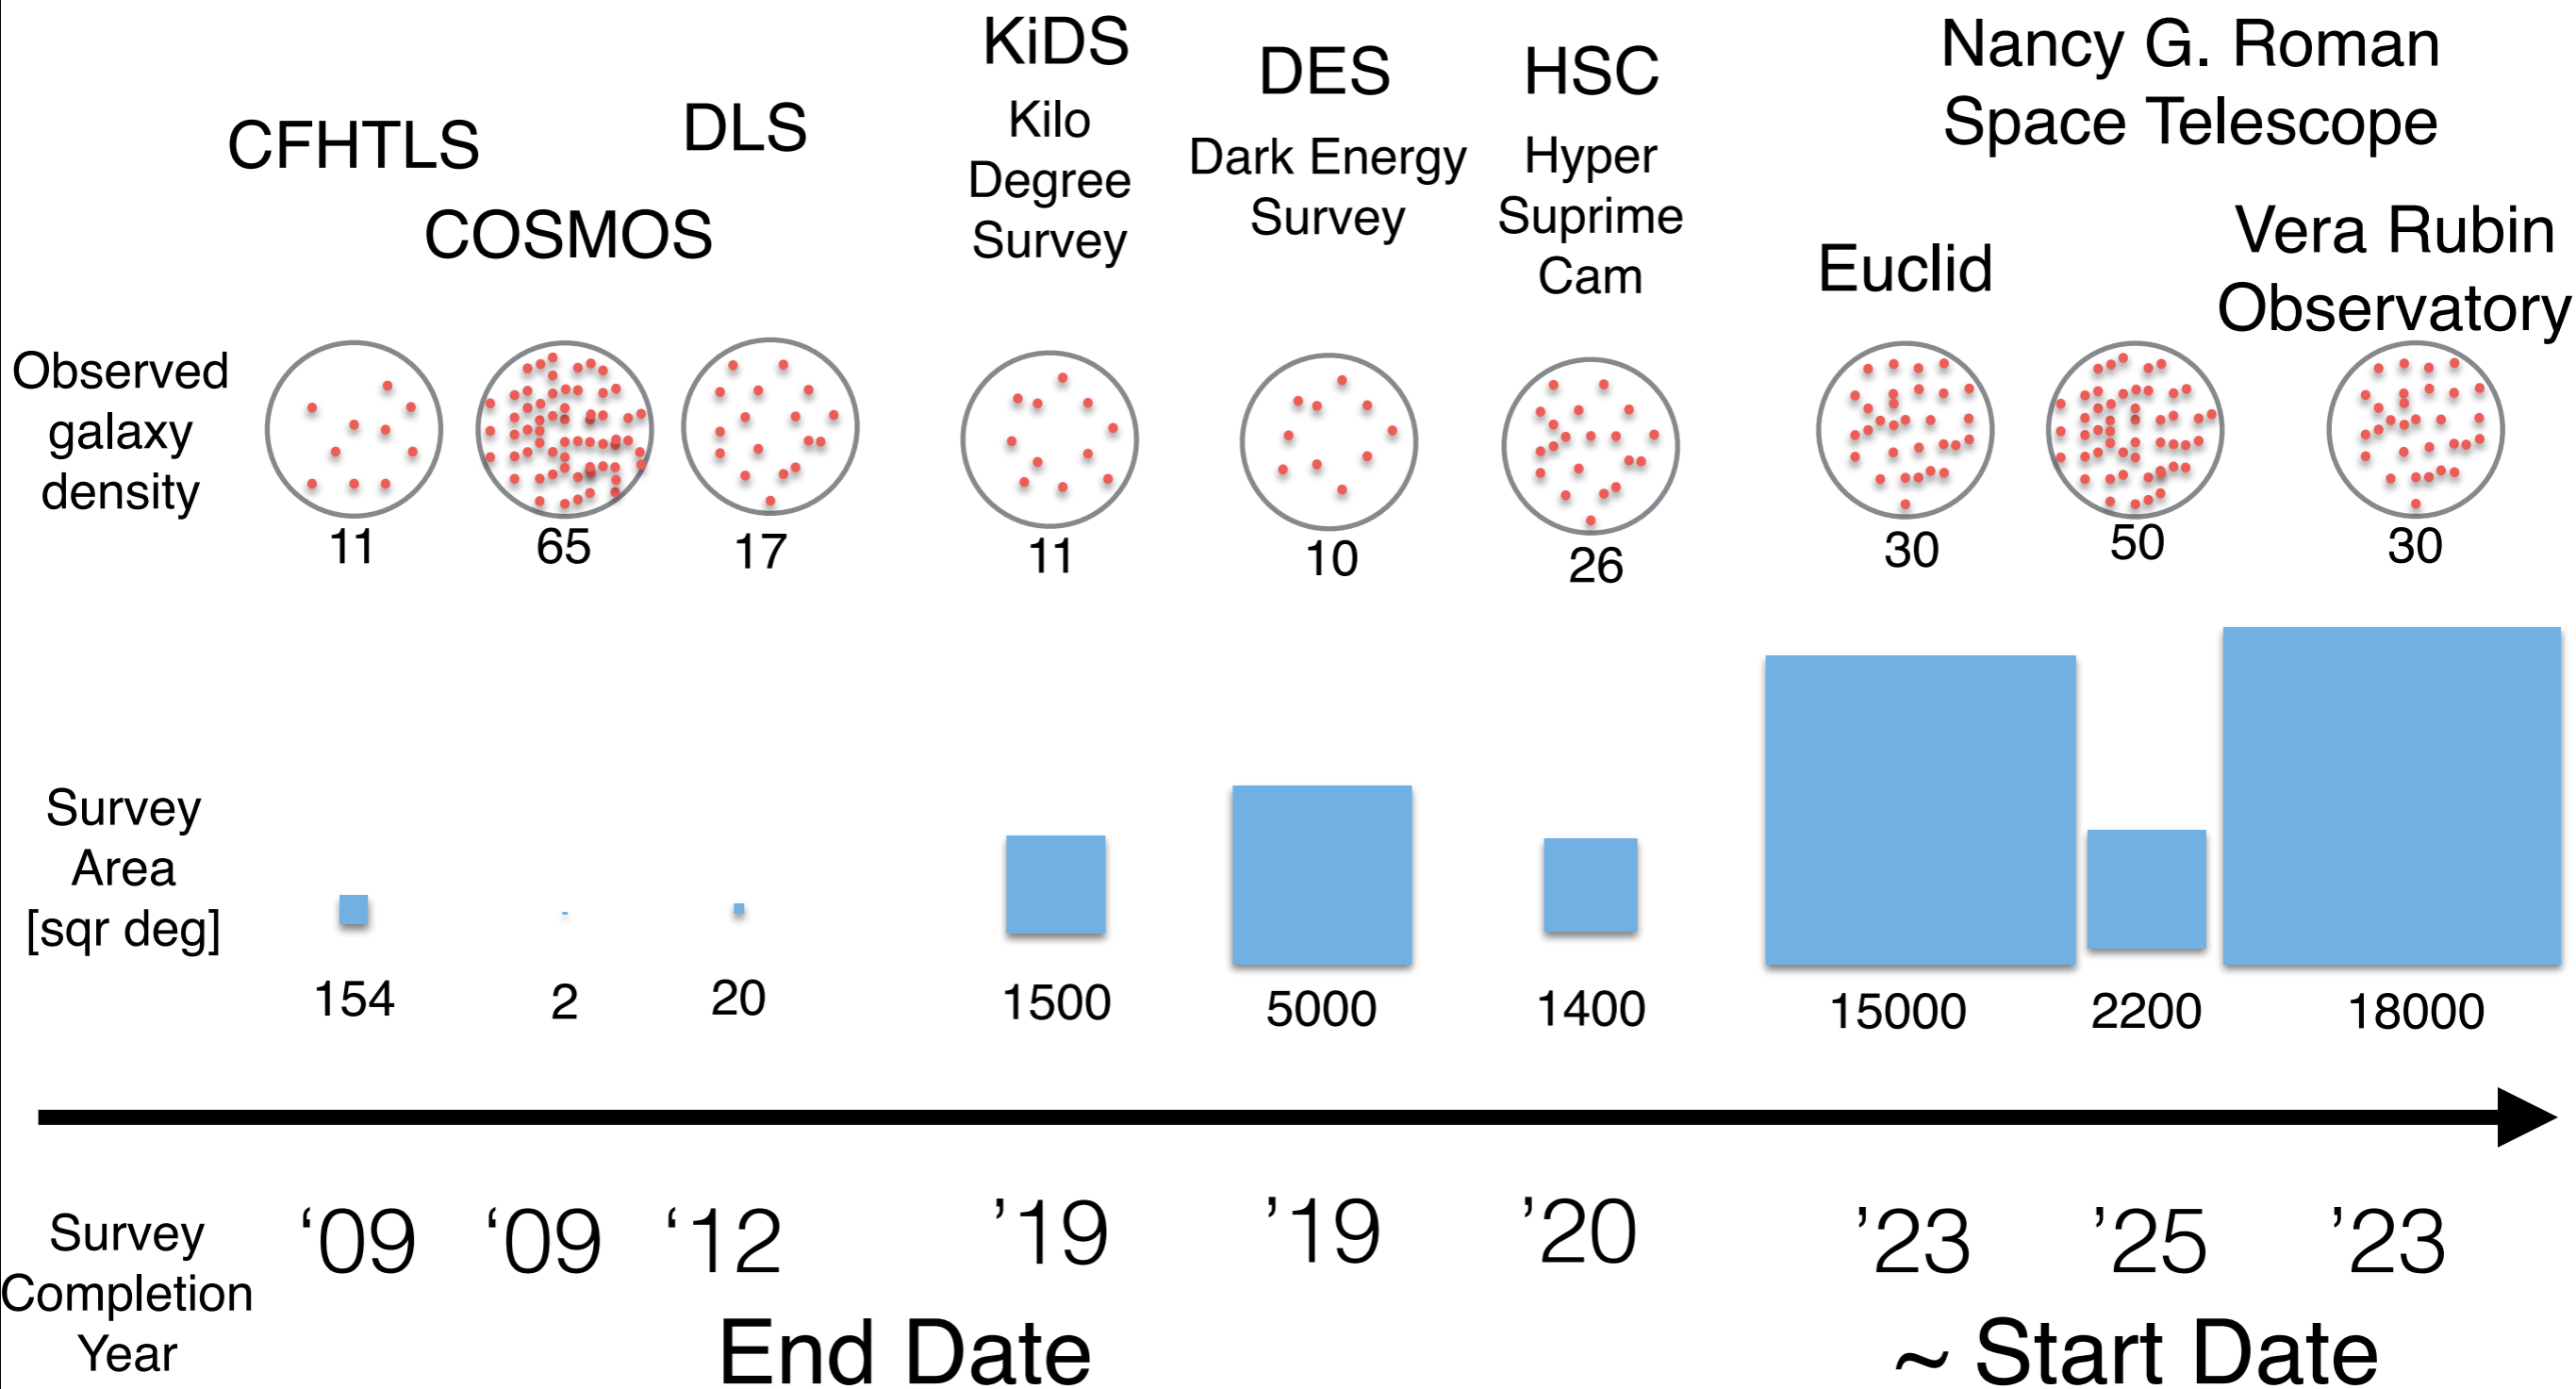 CFHTLS
COSMOS
DLS
KiDS
Kilo
Degree
Survey
DES
Dark Energy
Survey
HSC
Hyper
Suprime
Cam
Euclid
Nancy G. Roman
Space Telescope
Vera Rubin
Observatory
Observed
galaxy
density
11
65
17
11
10
26
30
50
30
Survey
Area
[sqr deg]
154
2
20
1500
5000
1400
15000
2200
18000
Survey
Completion
Year
‘09
‘09
‘12
’19
’19
’20
’23
’25
’23
End Date
~ Start Date